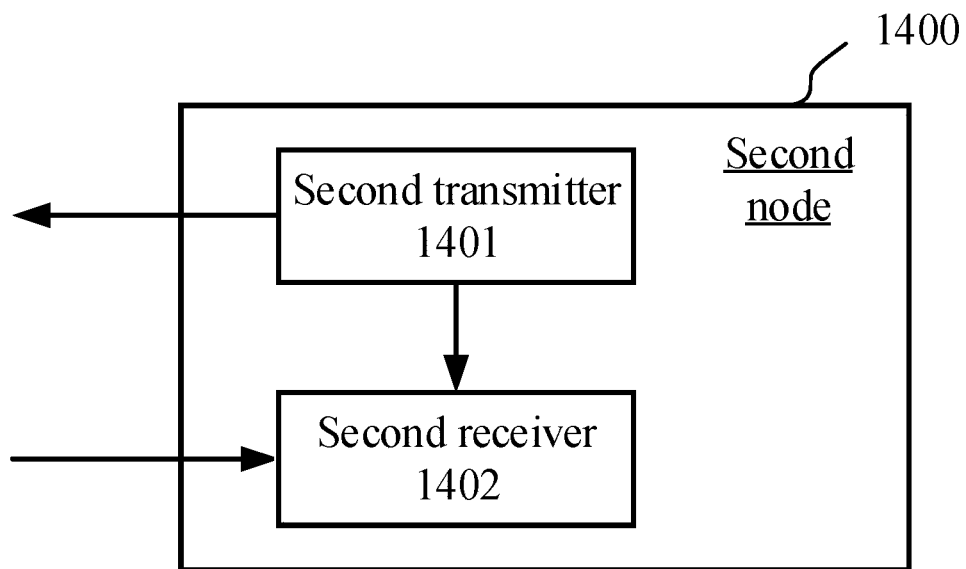 1400
Second
node
Second transmitter
1401
Second receiver
1402